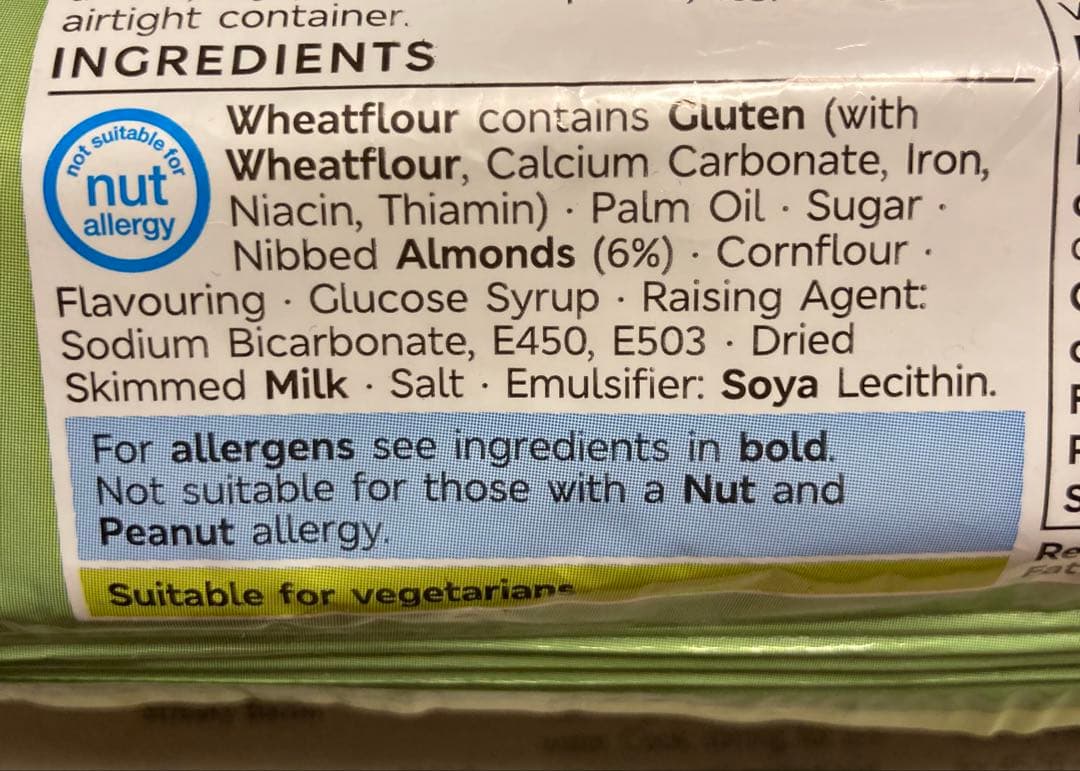 airtight container.
INGREDIENTS
not suitable for
nut
allergy
Wheatflour contains Gluten (with
Wheatflour, Calcium Carbonate, Iron,
Niacin, Thiamin) · Palm Oil · Sugar ·
Nibbed Almonds (6%) · Cornflour ·
Flavouring · Glucose Syrup · Raising Agent:
Sodium Bicarbonate, E450, E503 · Dried
Skimmed Milk · Salt · Emulsifier: Soya Lecithin.
For allergens see ingredients in bold.
Not suitable for those with a Nut and
Peanut allergy.
Suitable for vegetarians